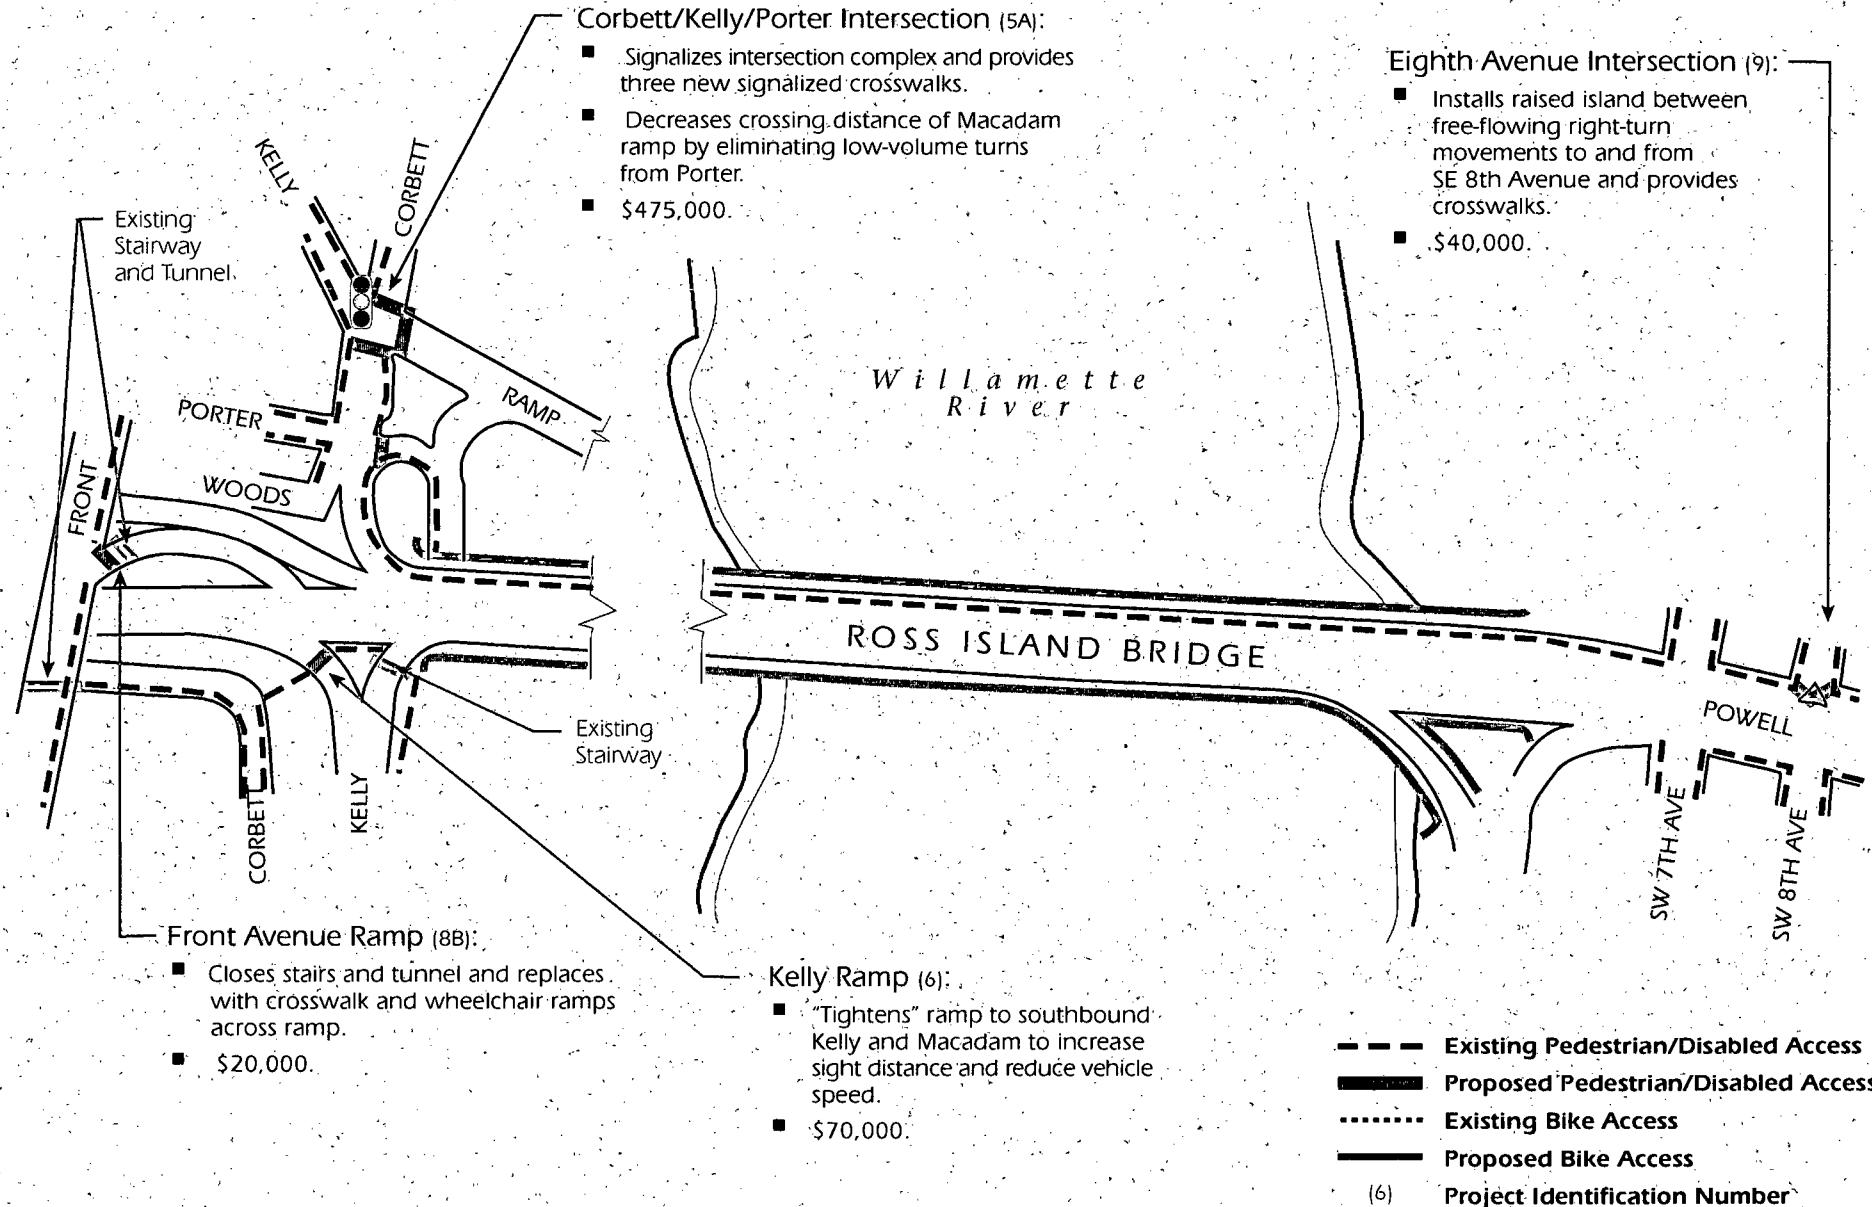 Corbett/Kelly/Porter Intersection (5A):
■ Signalizes intersection complex and provides
three new signalized crosswalks.
■ Decreases crossing distance of Macadam
ramp by eliminating low-volume turns
from Porter.
■ $475,000.
Eighth Avenue Intersection (9):
■ Installs raised island between
free-flowing right-turn
movements to and from
SE 8th Avenue and provides
crosswalks.
■ $40,000.
Existing
Stairway
and Tunnel
KELLY
CORBETT
PORTER
RAMP
WOODS
FRONT
Willamette
River
ROSS ISLAND BRIDGE
POWELL
SW 7TH AVE
SW 8TH AVE
Existing
Stairway
CORBETT
KELLY
Front Avenue Ramp (8B):
■ Closes stairs and tunnel and replaces
with crosswalk and wheelchair ramps
across ramp.
■ $20,000.
Kelly Ramp (6):
■ "Tightens" ramp to southbound
Kelly and Macadam to increase
sight distance and reduce vehicle
speed.
■ $70,000.
Existing Pedestrian/Disabled Access
Proposed Pedestrian/Disabled Access
Existing Bike Access
Proposed Bike Access
(6) Project Identification Number